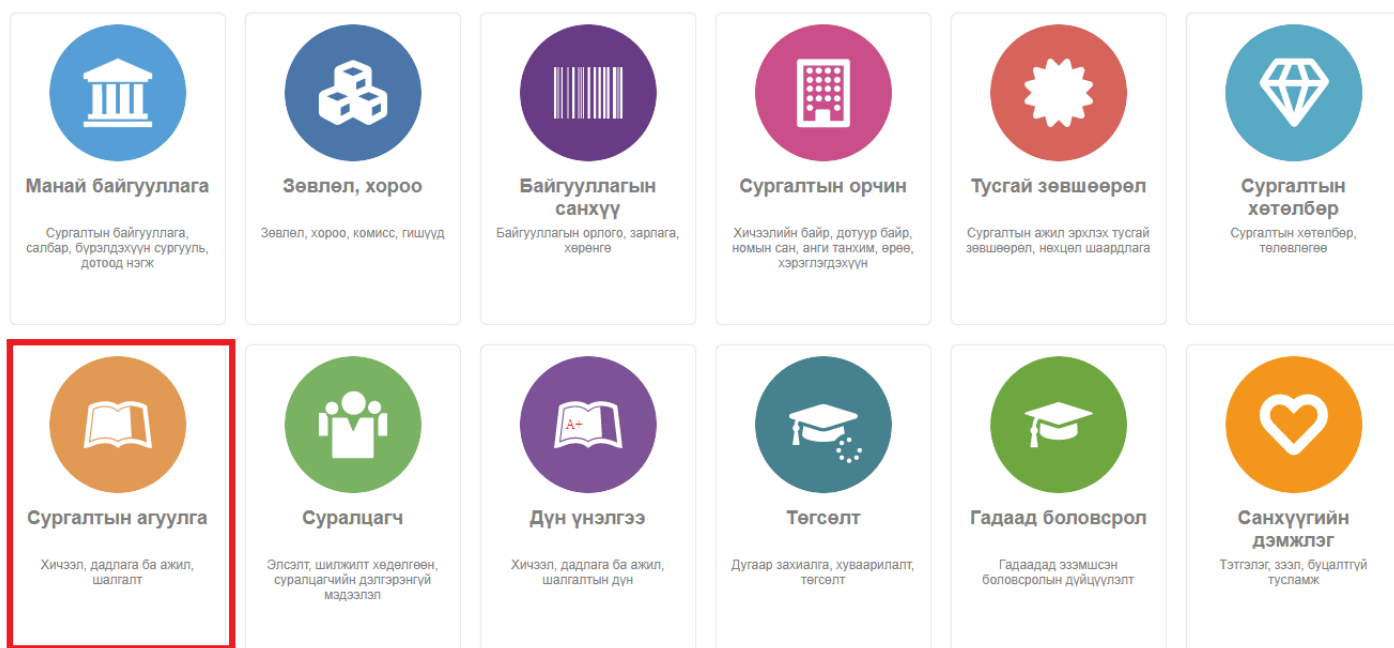 Манай байгууллага
Сургалтын байгууллага,
салбар, бүрэлдэхүүн сургууль,
дотоод нэгж
Зөвлөл, хороо
Зөвлөл, хороо, комисс, гишүүд
Байгууллагын
санхүү
Байгууллагын орлого, зарлага,
хөрөнгө
Сургалтын орчин
Хичээлийн байр, дотуур байр,
номын сан, анги танхим, өрөө,
хэрэглэгдэхүүн
Тусгай зөвшөөрөл
Сургалтын ажил эрхлэх тусгай
зөвшөөрөл, нөхцөл шаардлага
Сургалтын
хөтөлбөр
Сургалтын хөтөлбөр,
төлөвлөгөө
Сургалтын агуулга
Хичээл, дадлага ба ажил,
шалгалт
Суралцагч
Элсэлт, шилжилт хөдөлгөөн,
суралцагчийн дэлгэрэнгүй
мэдээлэл
A+
Дүн үнэлгээ
Хичээл, дадлага ба ажил,
шалгалтын дүн
Төгсөлт
Дугаар захиалга, хуваарилалт,
төгсөлт
Гадаад боловсрол
Гадаадад эзэмшсэн
боловсролын дүйцүүлэлт
Санхүүгийн
дэмжлэг
Тэтгэлэг, зээл, буцалтгүй
тусламж